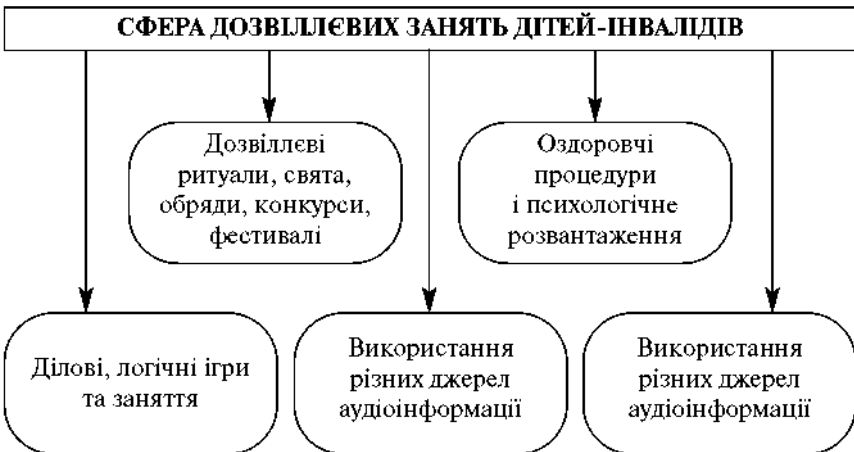 СФЕРА ДОЗВІЛЛЄВИХ ЗАНЯТЬ ДІТЕЙ-ІНВАЛІДІВ
Дозвіллєві
ритуали, свята,
обряди, конкурси,
фестивалі
Оздоровчі
процедури
і психологічне
розвантаження
Ділові, логічні ігри
та заняття
Використання
різних джерел
аудіоінформації
Використання
різних джерел
аудіоінформації